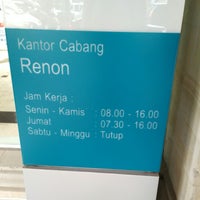 Kantor Cabang
Renon
Jam Kerja :
Senin - Kamis : 08.00 - 16.00
Jumat : 07.30 - 16.00
Sabtu - Minggu : Tutup